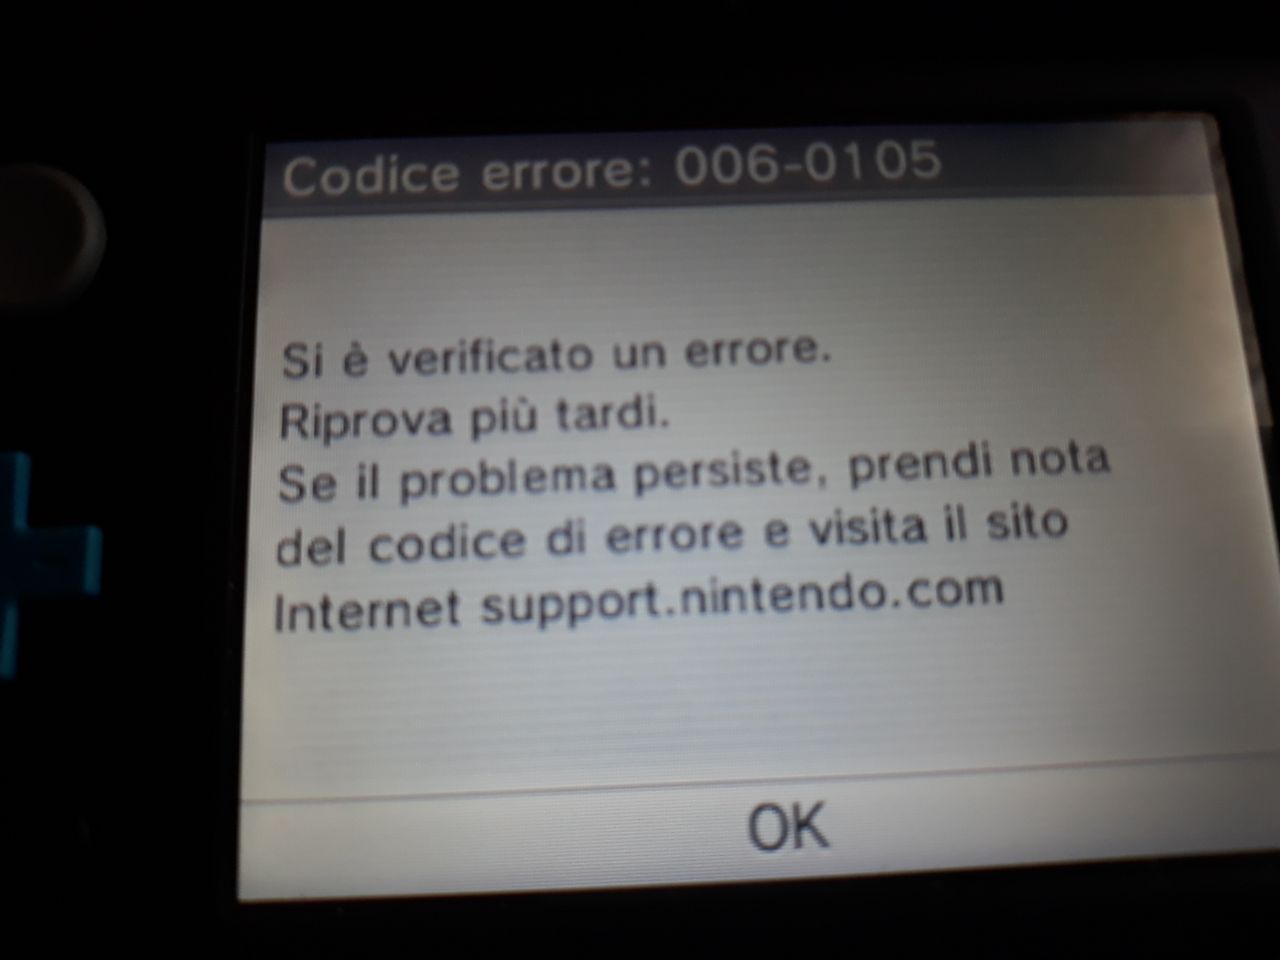 Codice errore: 006-0105
Si è verificato un errore.
Riprova più tardi.
Se il problema persiste, prendi nota
del codice di errore e visita il sito
Internet support.nintendo.com
OK